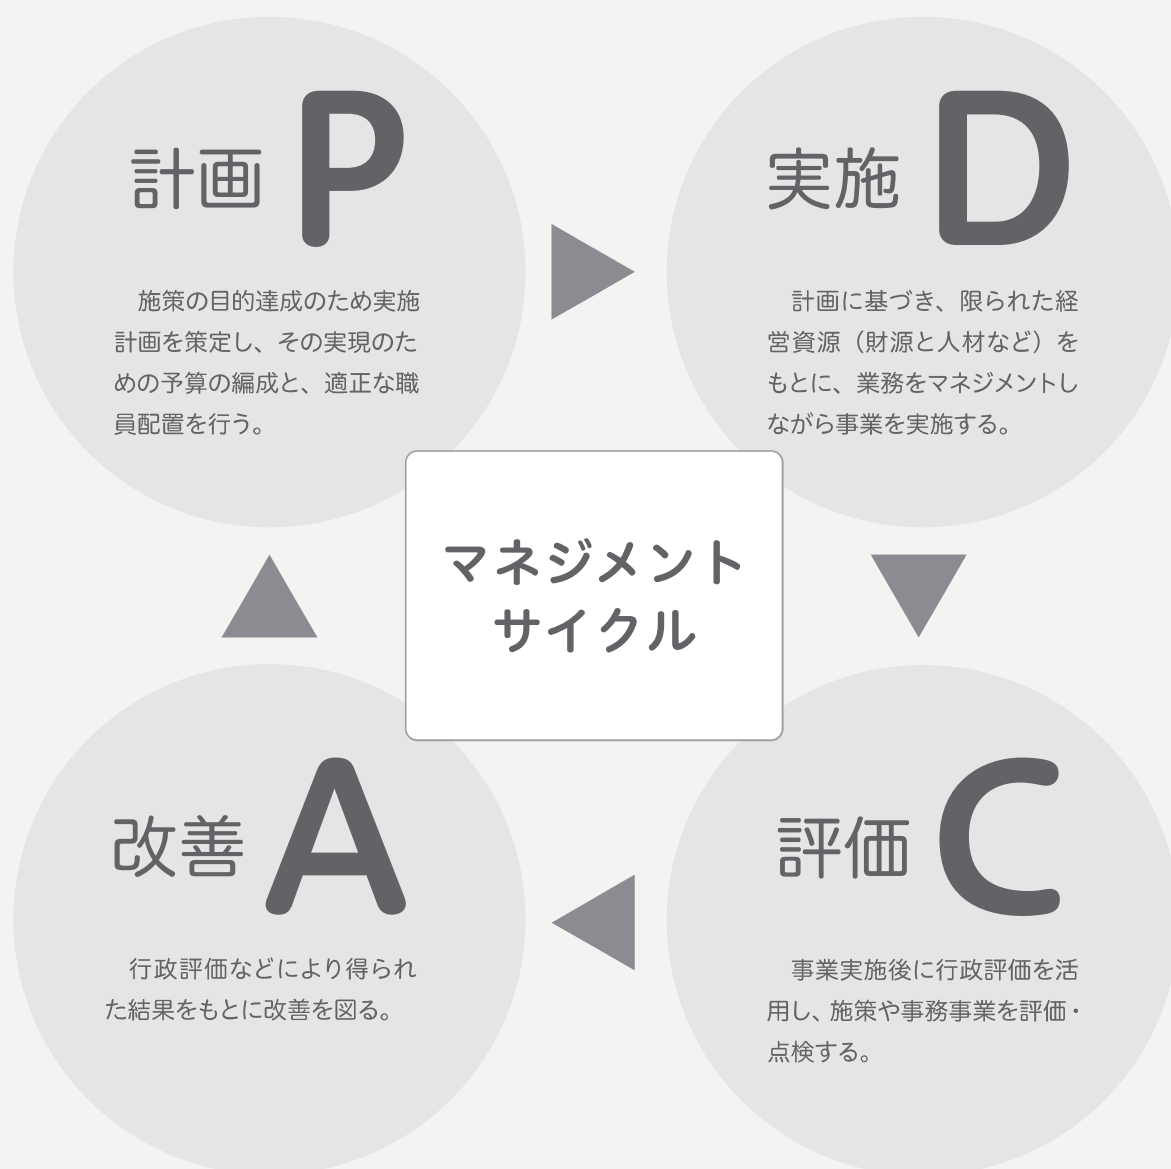 計画 P
施策の目的達成のため実施
計画を策定し、その実現のた
めの予算の編成と、適正な職
員配置を行う。
実施 D
計画に基づき、限られた経
営資源（財源と人材など）を
もとに、業務をマネジメントし
ながら事業を実施する。
マネジメント
サイクル
改善 A
行政評価などにより得られ
た結果をもとに改善を図る。
評価 C
事業実施後に行政評価を活
用し、施策や事務事業を評価・
点検する。